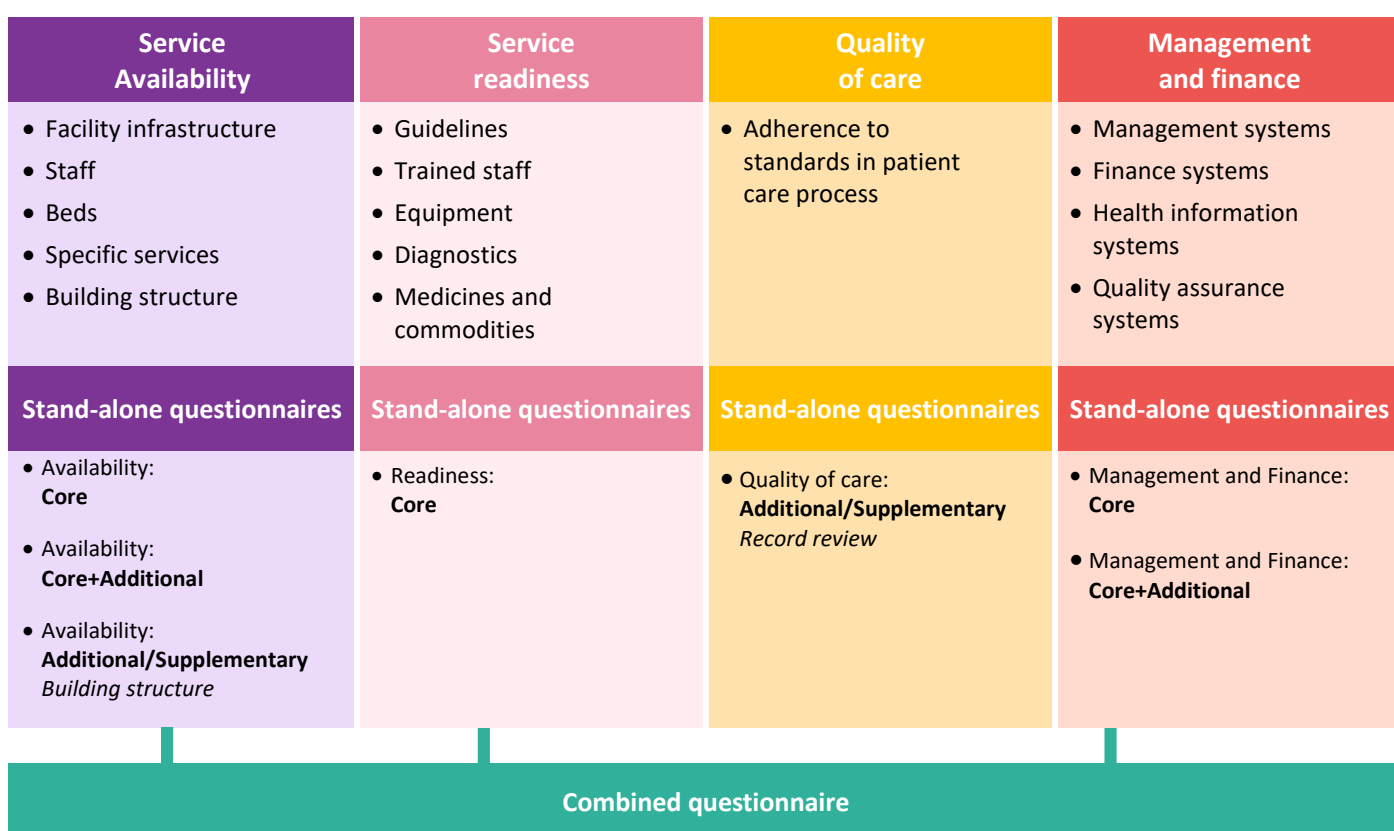 Service
Availability
• Facility infrastructure
• Staff
• Beds
• Specific services
• Building structure
Stand-alone questionnaires
• Availability:
Core
• Availability:
Core+Additional
• Availability:
Additional/Supplementary
Building structure
Service
readiness
• Guidelines
• Trained staff
• Equipment
• Diagnostics
• Medicines and
commodities
Stand-alone questionnaires
• Readiness:
Core
Quality
of care
• Adherence to
standards in patient
care process
Stand-alone questionnaires
• Quality of care:
Additional/Supplementary
Record review
Management
and finance
• Management systems
• Finance systems
• Health information
systems
• Quality assurance
systems
Stand-alone questionnaires
• Management and Finance:
Core
• Management and Finance:
Core+Additional
Combined questionnaire